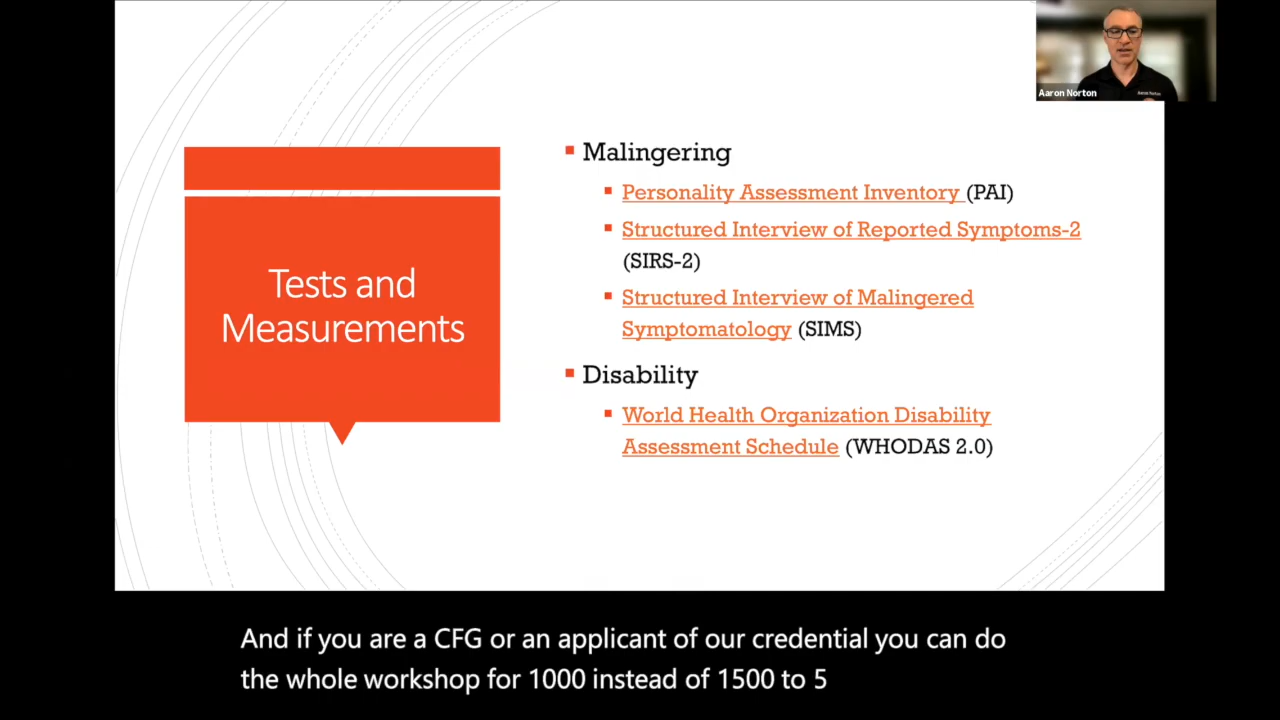 Aaron Norton
Aaron Norton
Tests and
Measurements
Malingering
Personality Assessment Inventory (PAI)
Structured Interview of Reported Symptoms-2
(SIRS-2)
Structured Interview of Malingered
Symptomatology (SIMS)
Disability
World Health Organization Disability
Assessment Schedule (WHODAS 2.0)
And if you are a CFG or an applicant of our credential you can do
the whole workshop for 1000 instead of 1500 to 5